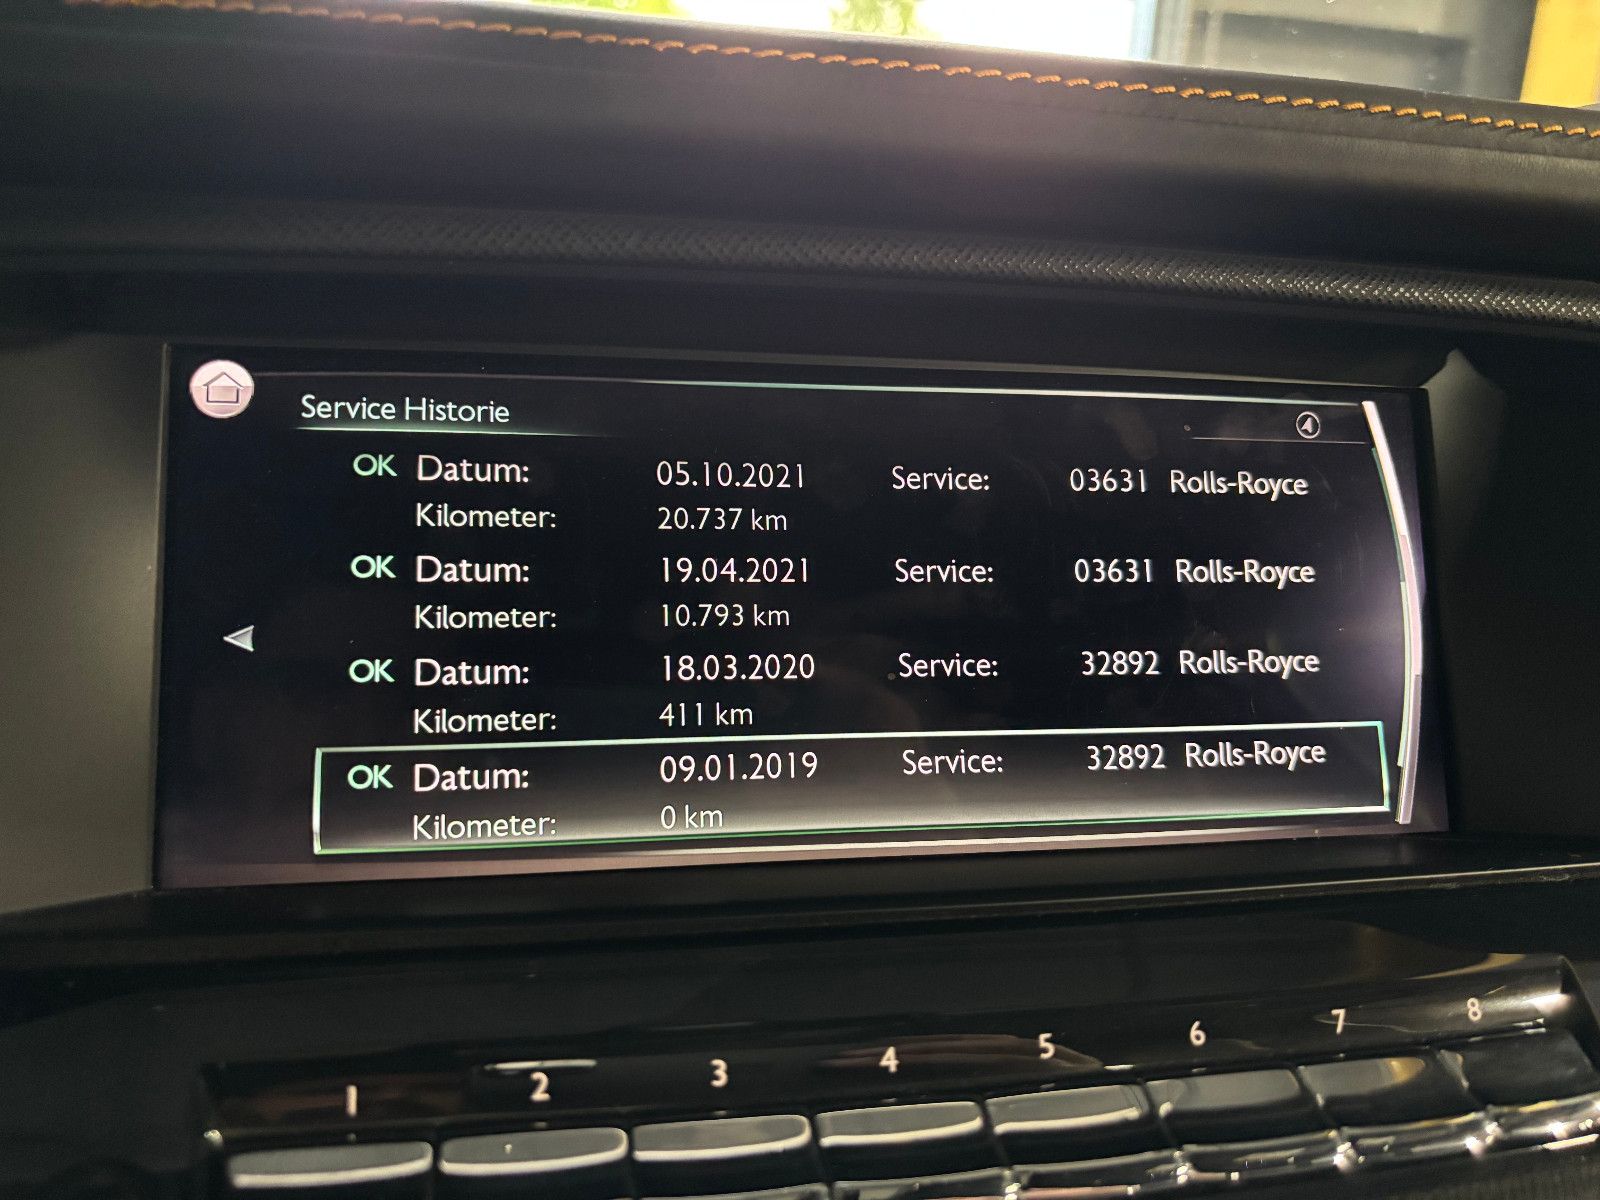 Service Historie
OK Datum: 05.10.2021 Service: 03631 Rolls-Royce
Kilometer: 20.737 km
OK Datum: 19.04.2021 Service: 03631 Rolls-Royce
Kilometer: 10.793 km
OK Datum: 18.03.2020 Service: 32892 Rolls-Royce
Kilometer: 411 km
OK Datum: 09.01.2019 Service: 32892 Rolls-Royce
Kilometer: 0 km
1 2 3 4 5 6 7 8